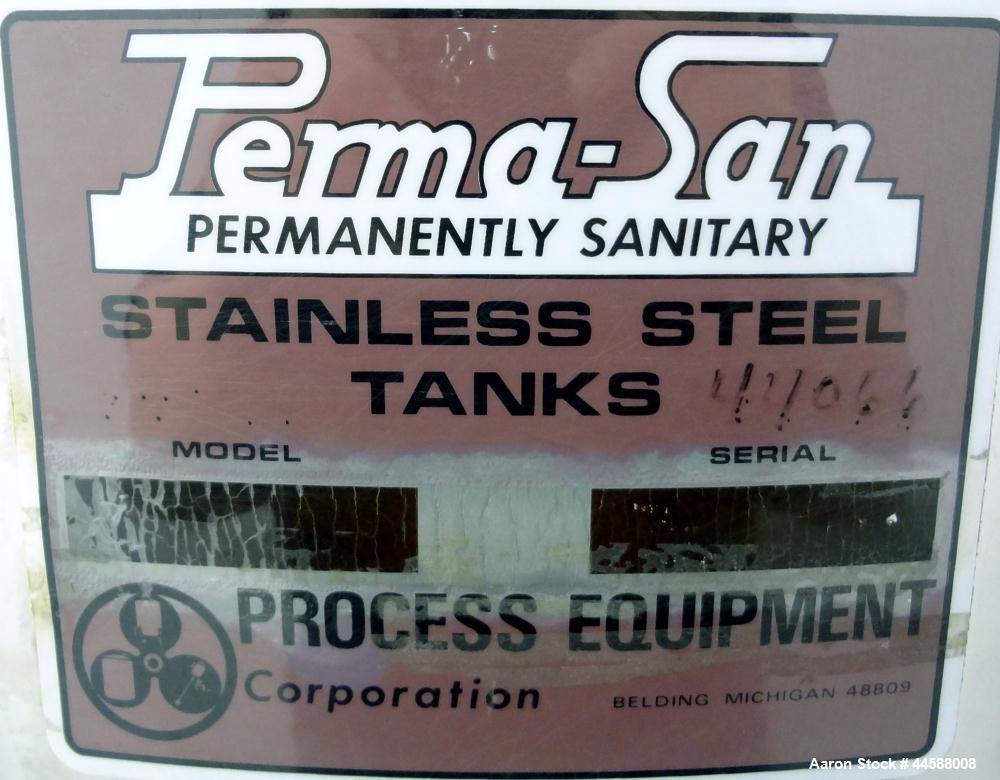 Perma-San
PERMANENTLY SANITARY
STAINLESS STEEL
TANKS
MODEL SERIAL
PROCESS EQUIPMENT
Corporation
BELDING MICHIGAN 48809
Aaron Stock # 44588008